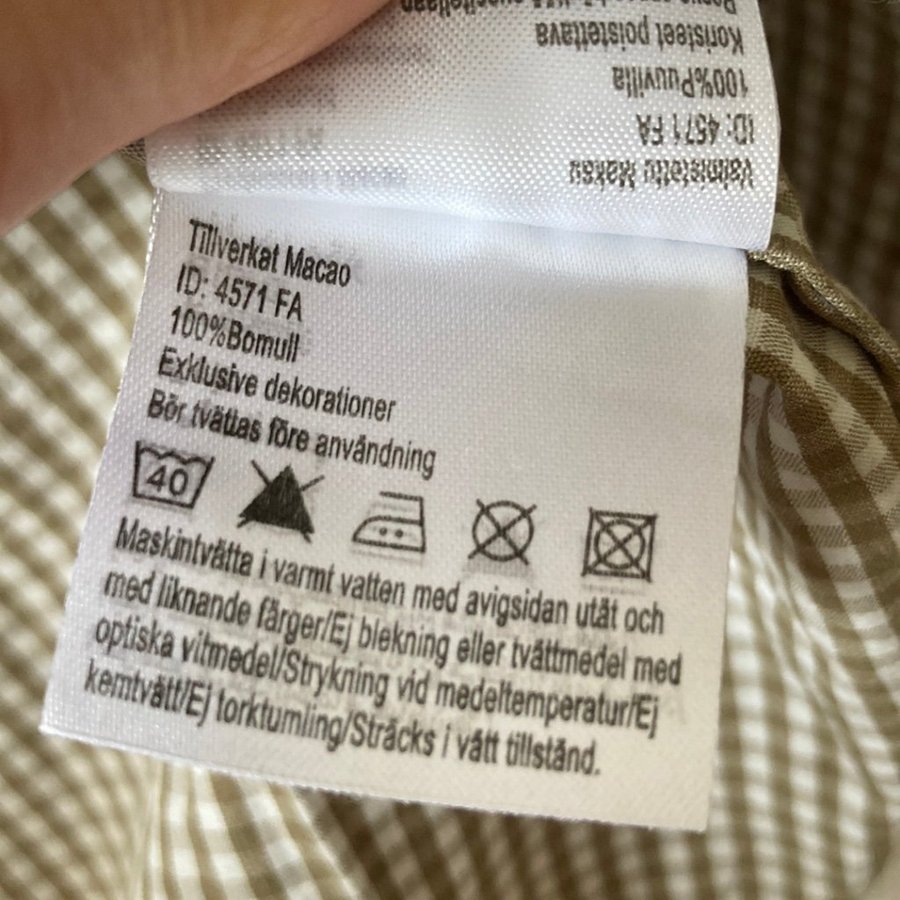 Valmistettu Maksu
ID: 4571 FA
100%Puuvilla
Koristeet poistettava
Tillverkat Macao
ID: 4571 FA
100%Bomull
Exklusive dekorationer
Bör tvättas före användning
40
Maskintvätta i varmt vatten med avigsidan utåt och
med liknande färger/Ej blekning eller tvättmedel med
optiska vitmedel/Strykning vid medeltemperatur/Ej
kemtvätt/Ej torktumling/Sträcks i vått tillstånd.